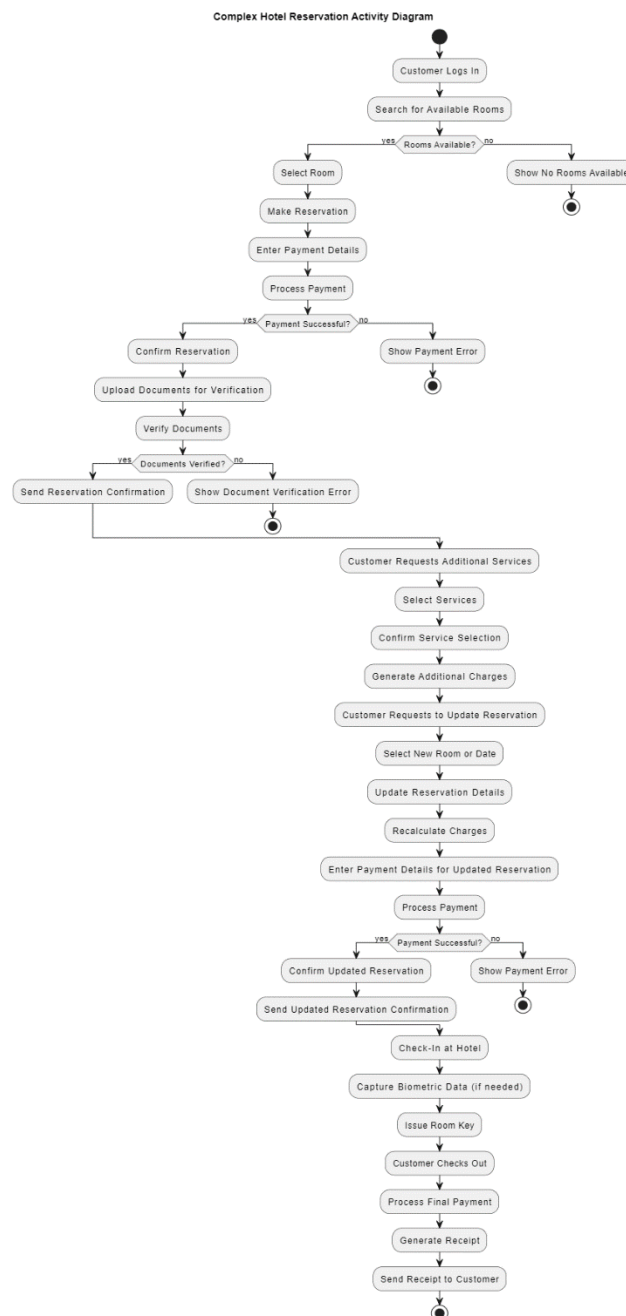 Complex Hotel Reservation Activity Diagram
Customer Logs In
Search for Available Rooms
yes
Rooms Available?
no
Select Room
Show No Rooms Available
Make Reservation
Enter Payment Details
Process Payment
yes
Payment Successful?
no
Confirm Reservation
Show Payment Error
Upload Documents for Verification
Verify Documents
yes
Documents Verified?
no
Send Reservation Confirmation
Show Document Verification Error
Customer Requests Additional Services
Select Services
Confirm Service Selection
Generate Additional Charges
Customer Requests to Update Reservation
Select New Room or Date
Update Reservation Details
Recalculate Charges
Enter Payment Details for Updated Reservation
Process Payment
yes
Payment Successful?
no
Confirm Updated Reservation
Show Payment Error
Send Updated Reservation Confirmation
Check-In at Hotel
Capture Biometric Data (if needed)
Issue Room Key
Customer Checks Out
Process Final Payment
Generate Receipt
Send Receipt to Customer